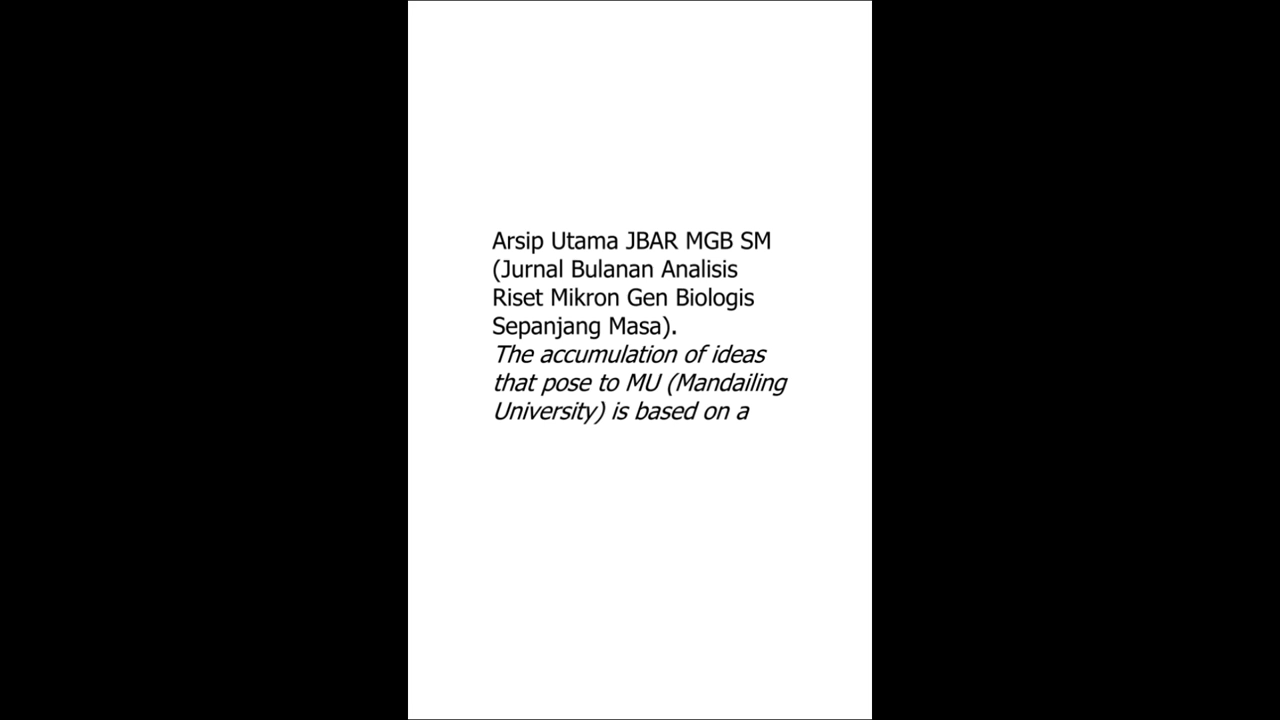 Arsip Utama JBAR MGB SM
(Jurnal Bulanan Analisis
Riset Mikron Gen Biologis
Sepanjang Masa).
The accumulation of ideas
that pose to MU (Mandailing
University) is based on a